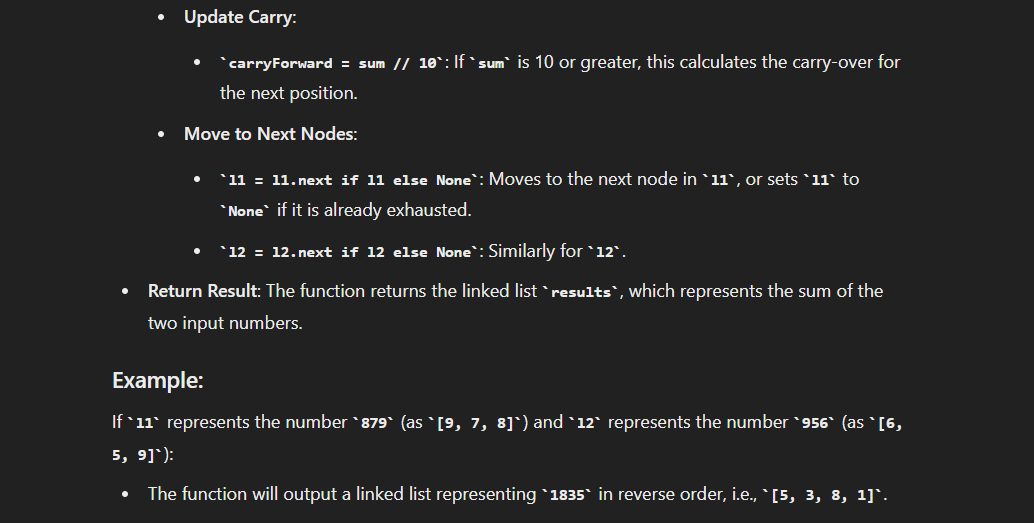 • Update Carry:
• `carryForward = sum // 10`: If `sum` is 10 or greater, this calculates the carry-over for
the next position.
• Move to Next Nodes:
• `l1 = l1.next if l1 else None`: Moves to the next node in `l1`, or sets `l1` to
`None` if it is already exhausted.
• `l2 = l2.next if l2 else None`: Similarly for `l2`.
• Return Result: The function returns the linked list `results`, which represents the sum of the
two input numbers.
Example:
If `l1` represents the number `879` (as `[9, 7, 8]`) and `l2` represents the number `956` (as `[6,
5, 9]`):
• The function will output a linked list representing `1835` in reverse order, i.e., `[5, 3, 8, 1]`.